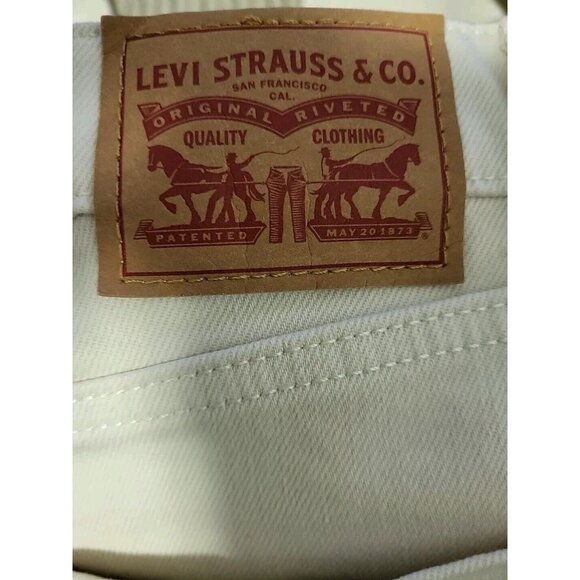 LEVI STRAUSS & CO.
SAN FRANCISCO
CAL.
ORIGINAL RIVETED
QUALITY CLOTHING
PATENTED MAY 20 1873 ®